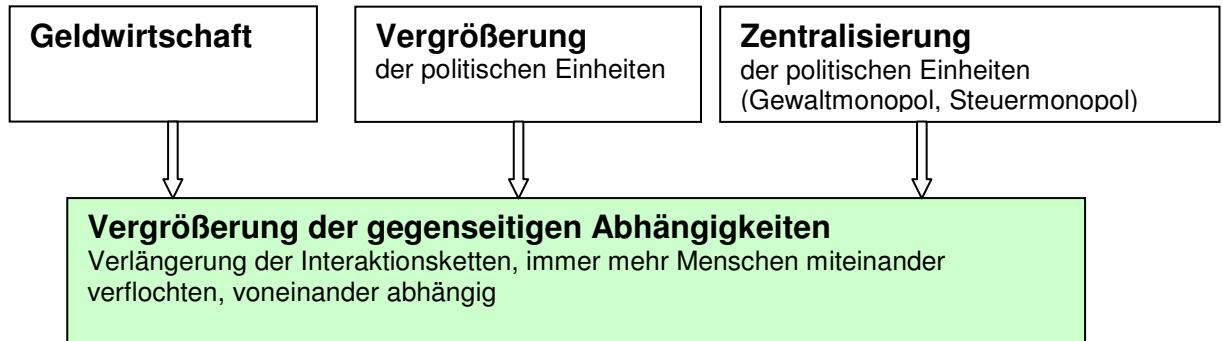 Geldwirtschaft
Vergrößerung
der politischen Einheiten
Zentralisierung
der politischen Einheiten
(Gewaltmonopol, Steuermonopol)
Vergrößerung der gegenseitigen Abhängigkeiten
Verlängerung der Interaktionsketten, immer mehr Menschen miteinander
verflochten, voneinander abhängig